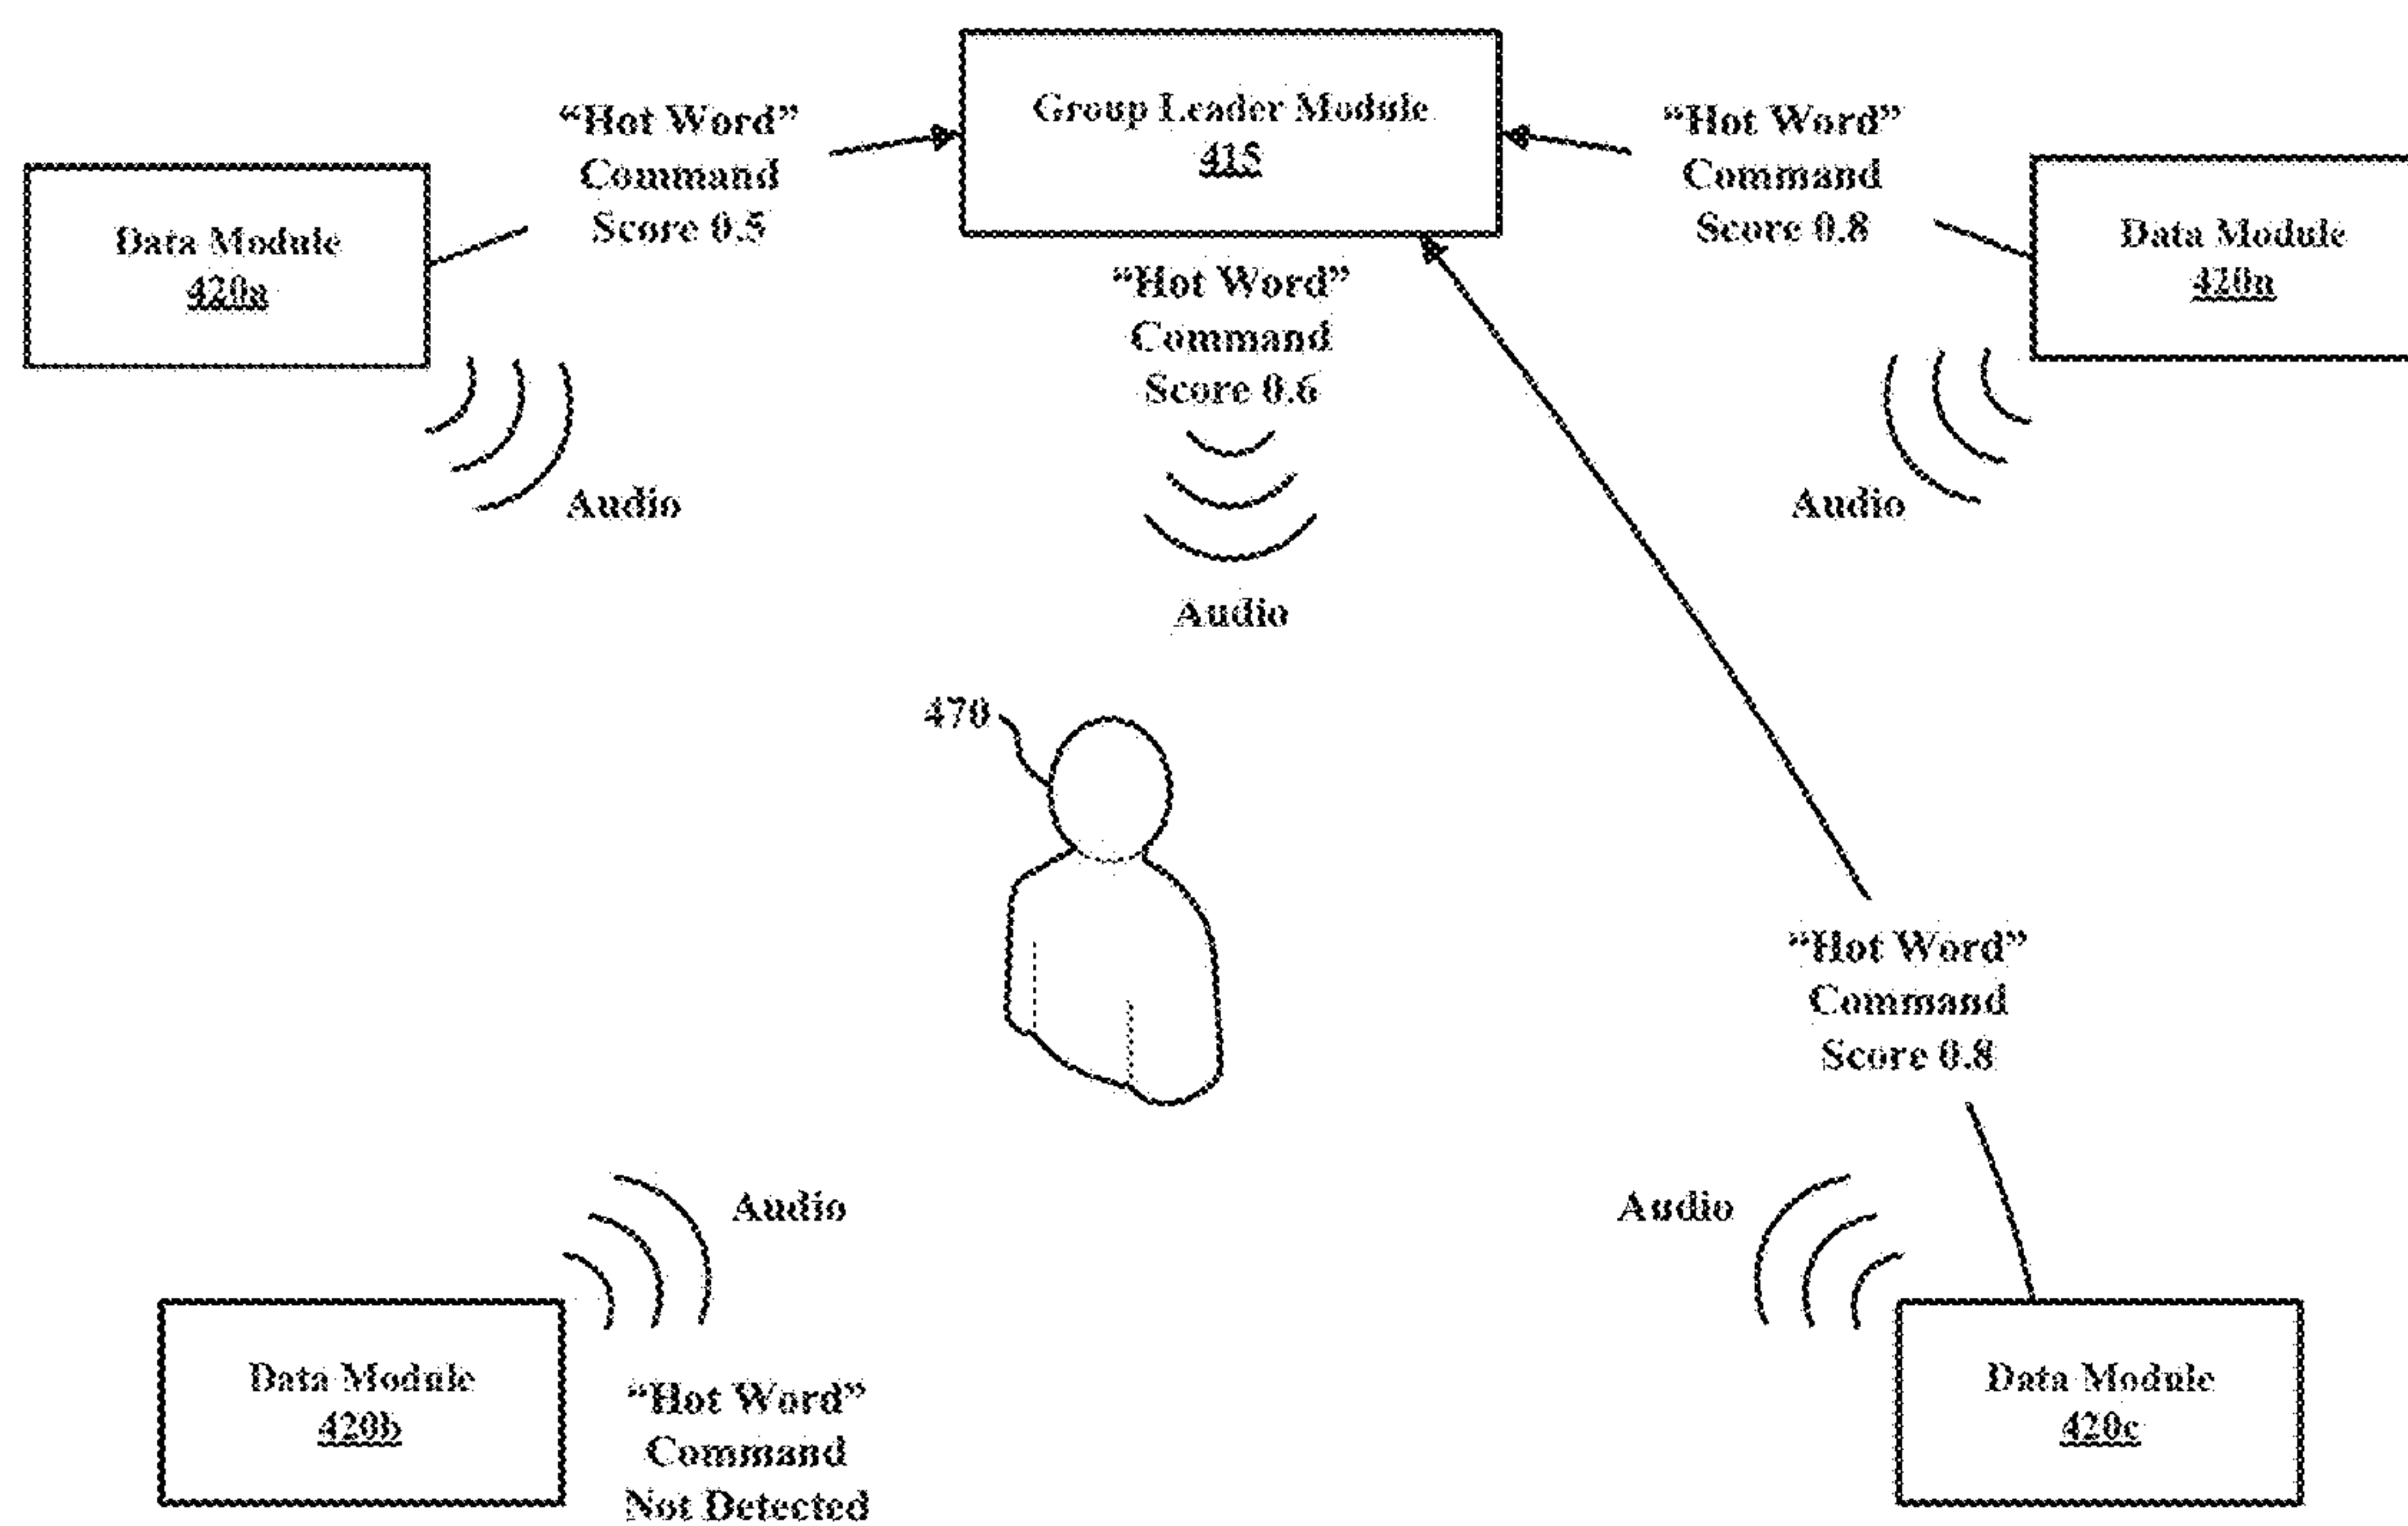 Group Leader Module
415
"Hot Word"
Command
Score 0.5
"Hot Word"
Command
Score 0.8
Data Module
420a
Data Module
420n
"Hot Word"
Command
Score 0.6
Audio
Audio
Audio
470
"Hot Word"
Command
Score 0.8
Audio
Audio
Data Module
420b
"Hot Word"
Command
Not Detected
Data Module
420c